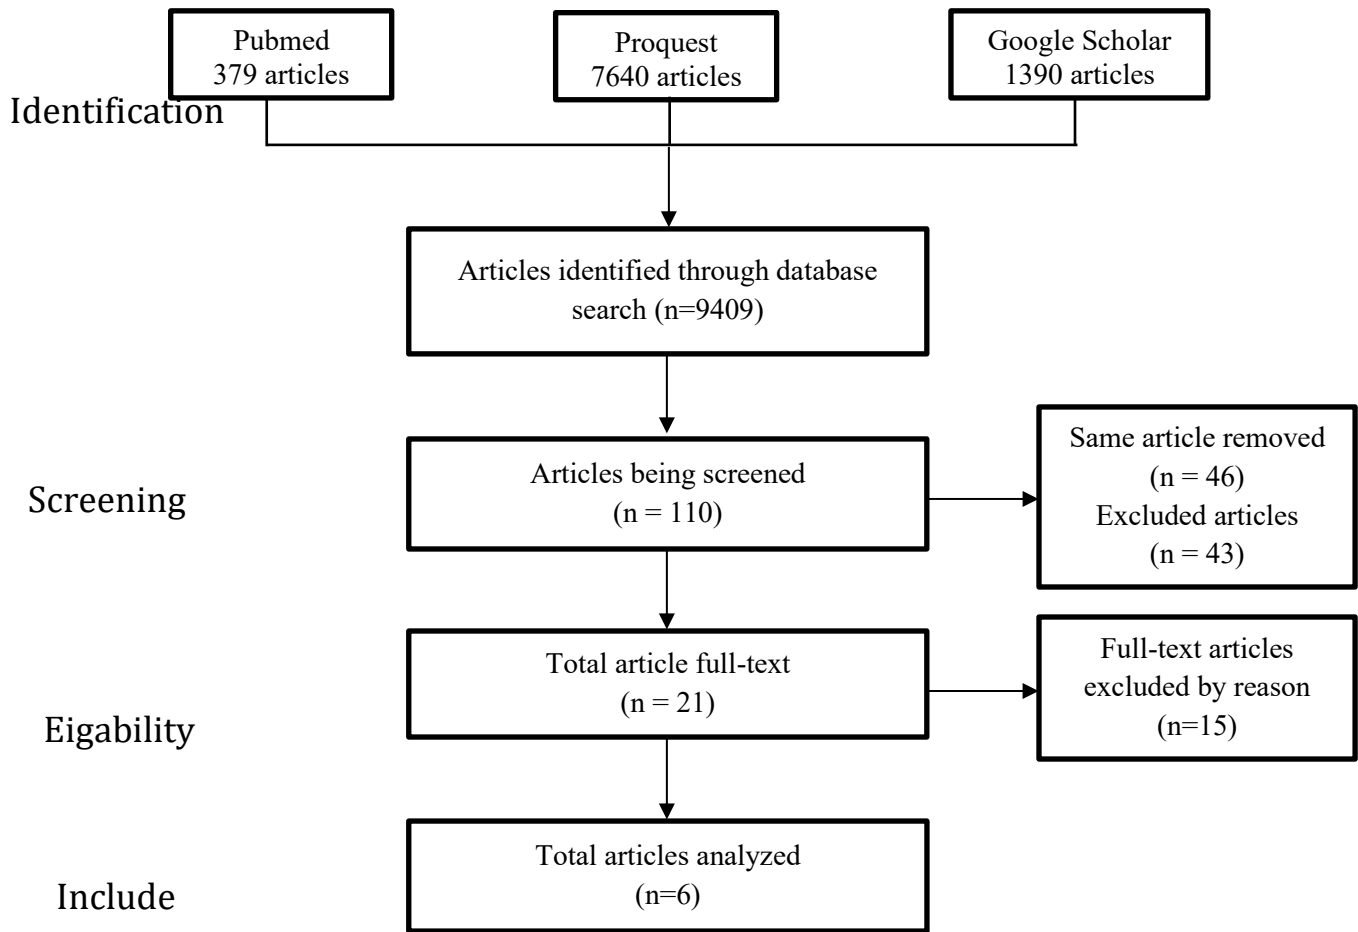 Pubmed
379 articles
Proquest
7640 articles
Google Scholar
1390 articles
Identification
Articles identified through database
search (n=9409)
Screening
Articles being screened
(n = 110)
Same article removed
(n = 46)
Excluded articles
(n = 43)
Eigability
Total article full-text
(n = 21)
Full-text articles
excluded by reason
(n=15)
Include
Total articles analyzed
(n=6)